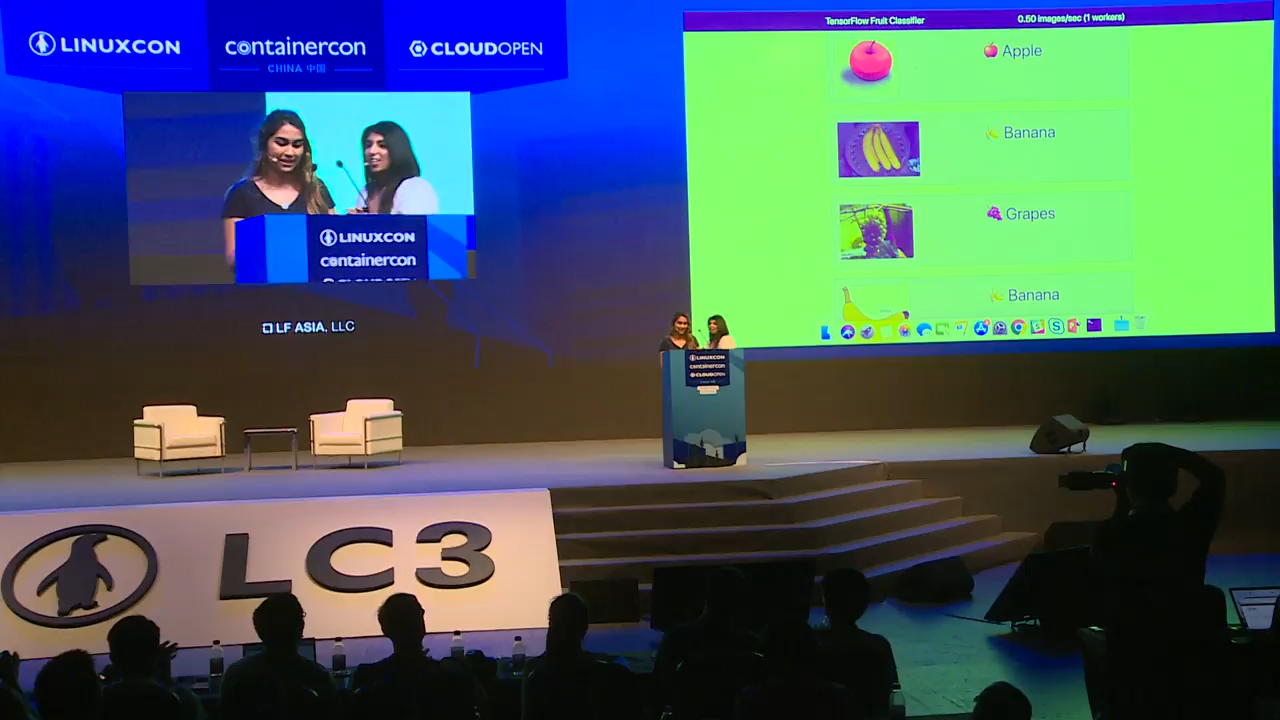 LINUXCON
containercon
CHINA 中国
CLOUDOPEN
TensorFlow Fruit Classifier
0.50 images/sec (1 workers)
Apple
Banana
Grapes
Banana
LINUXCON
containercon
LF ASIA, LLC
LINUXCON
containercon
CLOUDOPEN
LC3